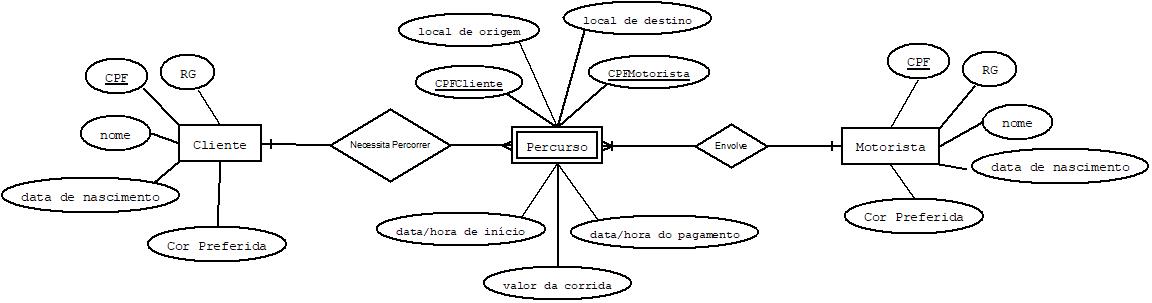 local de origem
local de destino
CPF
RG
CPFCliente
CPFMotorista
CPF
RG
nome
Cliente
Necessita Percorrer
Percurso
Envolve
Motorista
nome
data de nascimento
data de nascimento
Cor Preferida
data/hora de início
data/hora do pagamento
Cor Preferida
valor da corrida